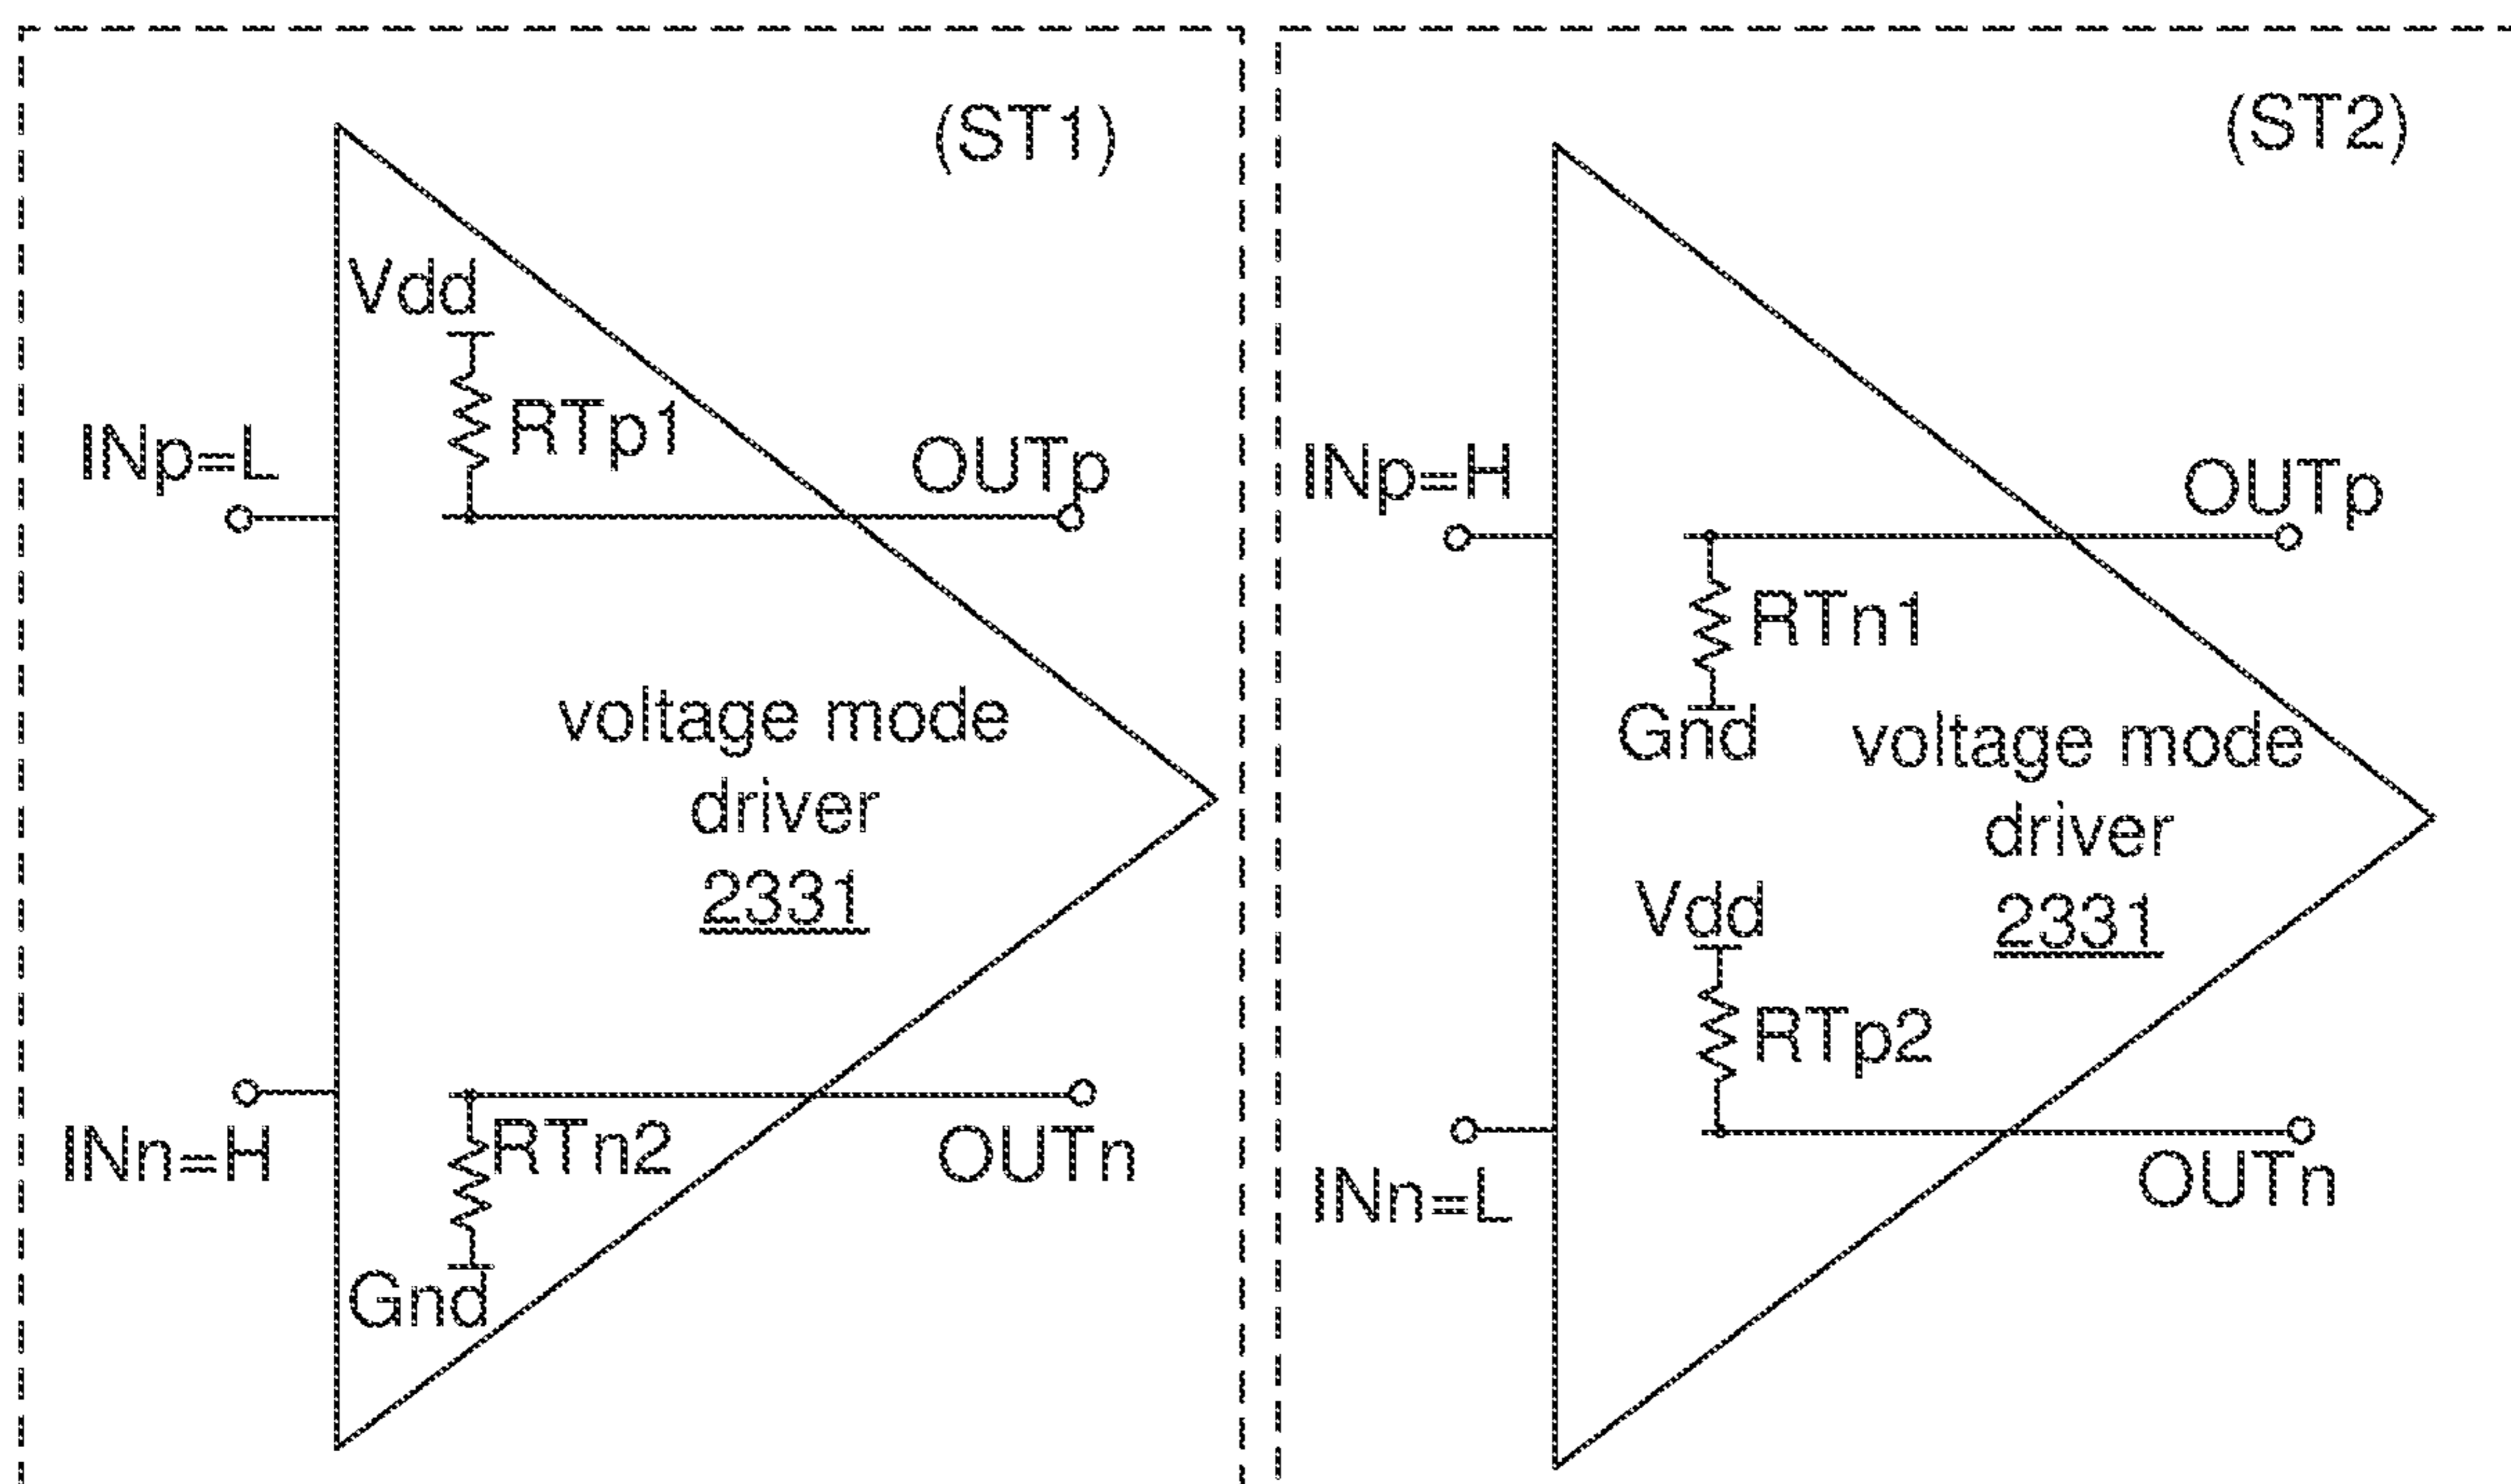 (ST1)
Vdd
RTp1
INp=L
OUTp
voltage mode
driver
2331
INn=H
RTn2
OUTn
Gnd
(ST2)
INp=H
OUTp
RTn1
Gnd
voltage mode
driver
2331
Vdd
RTp2
INn=L
OUTn